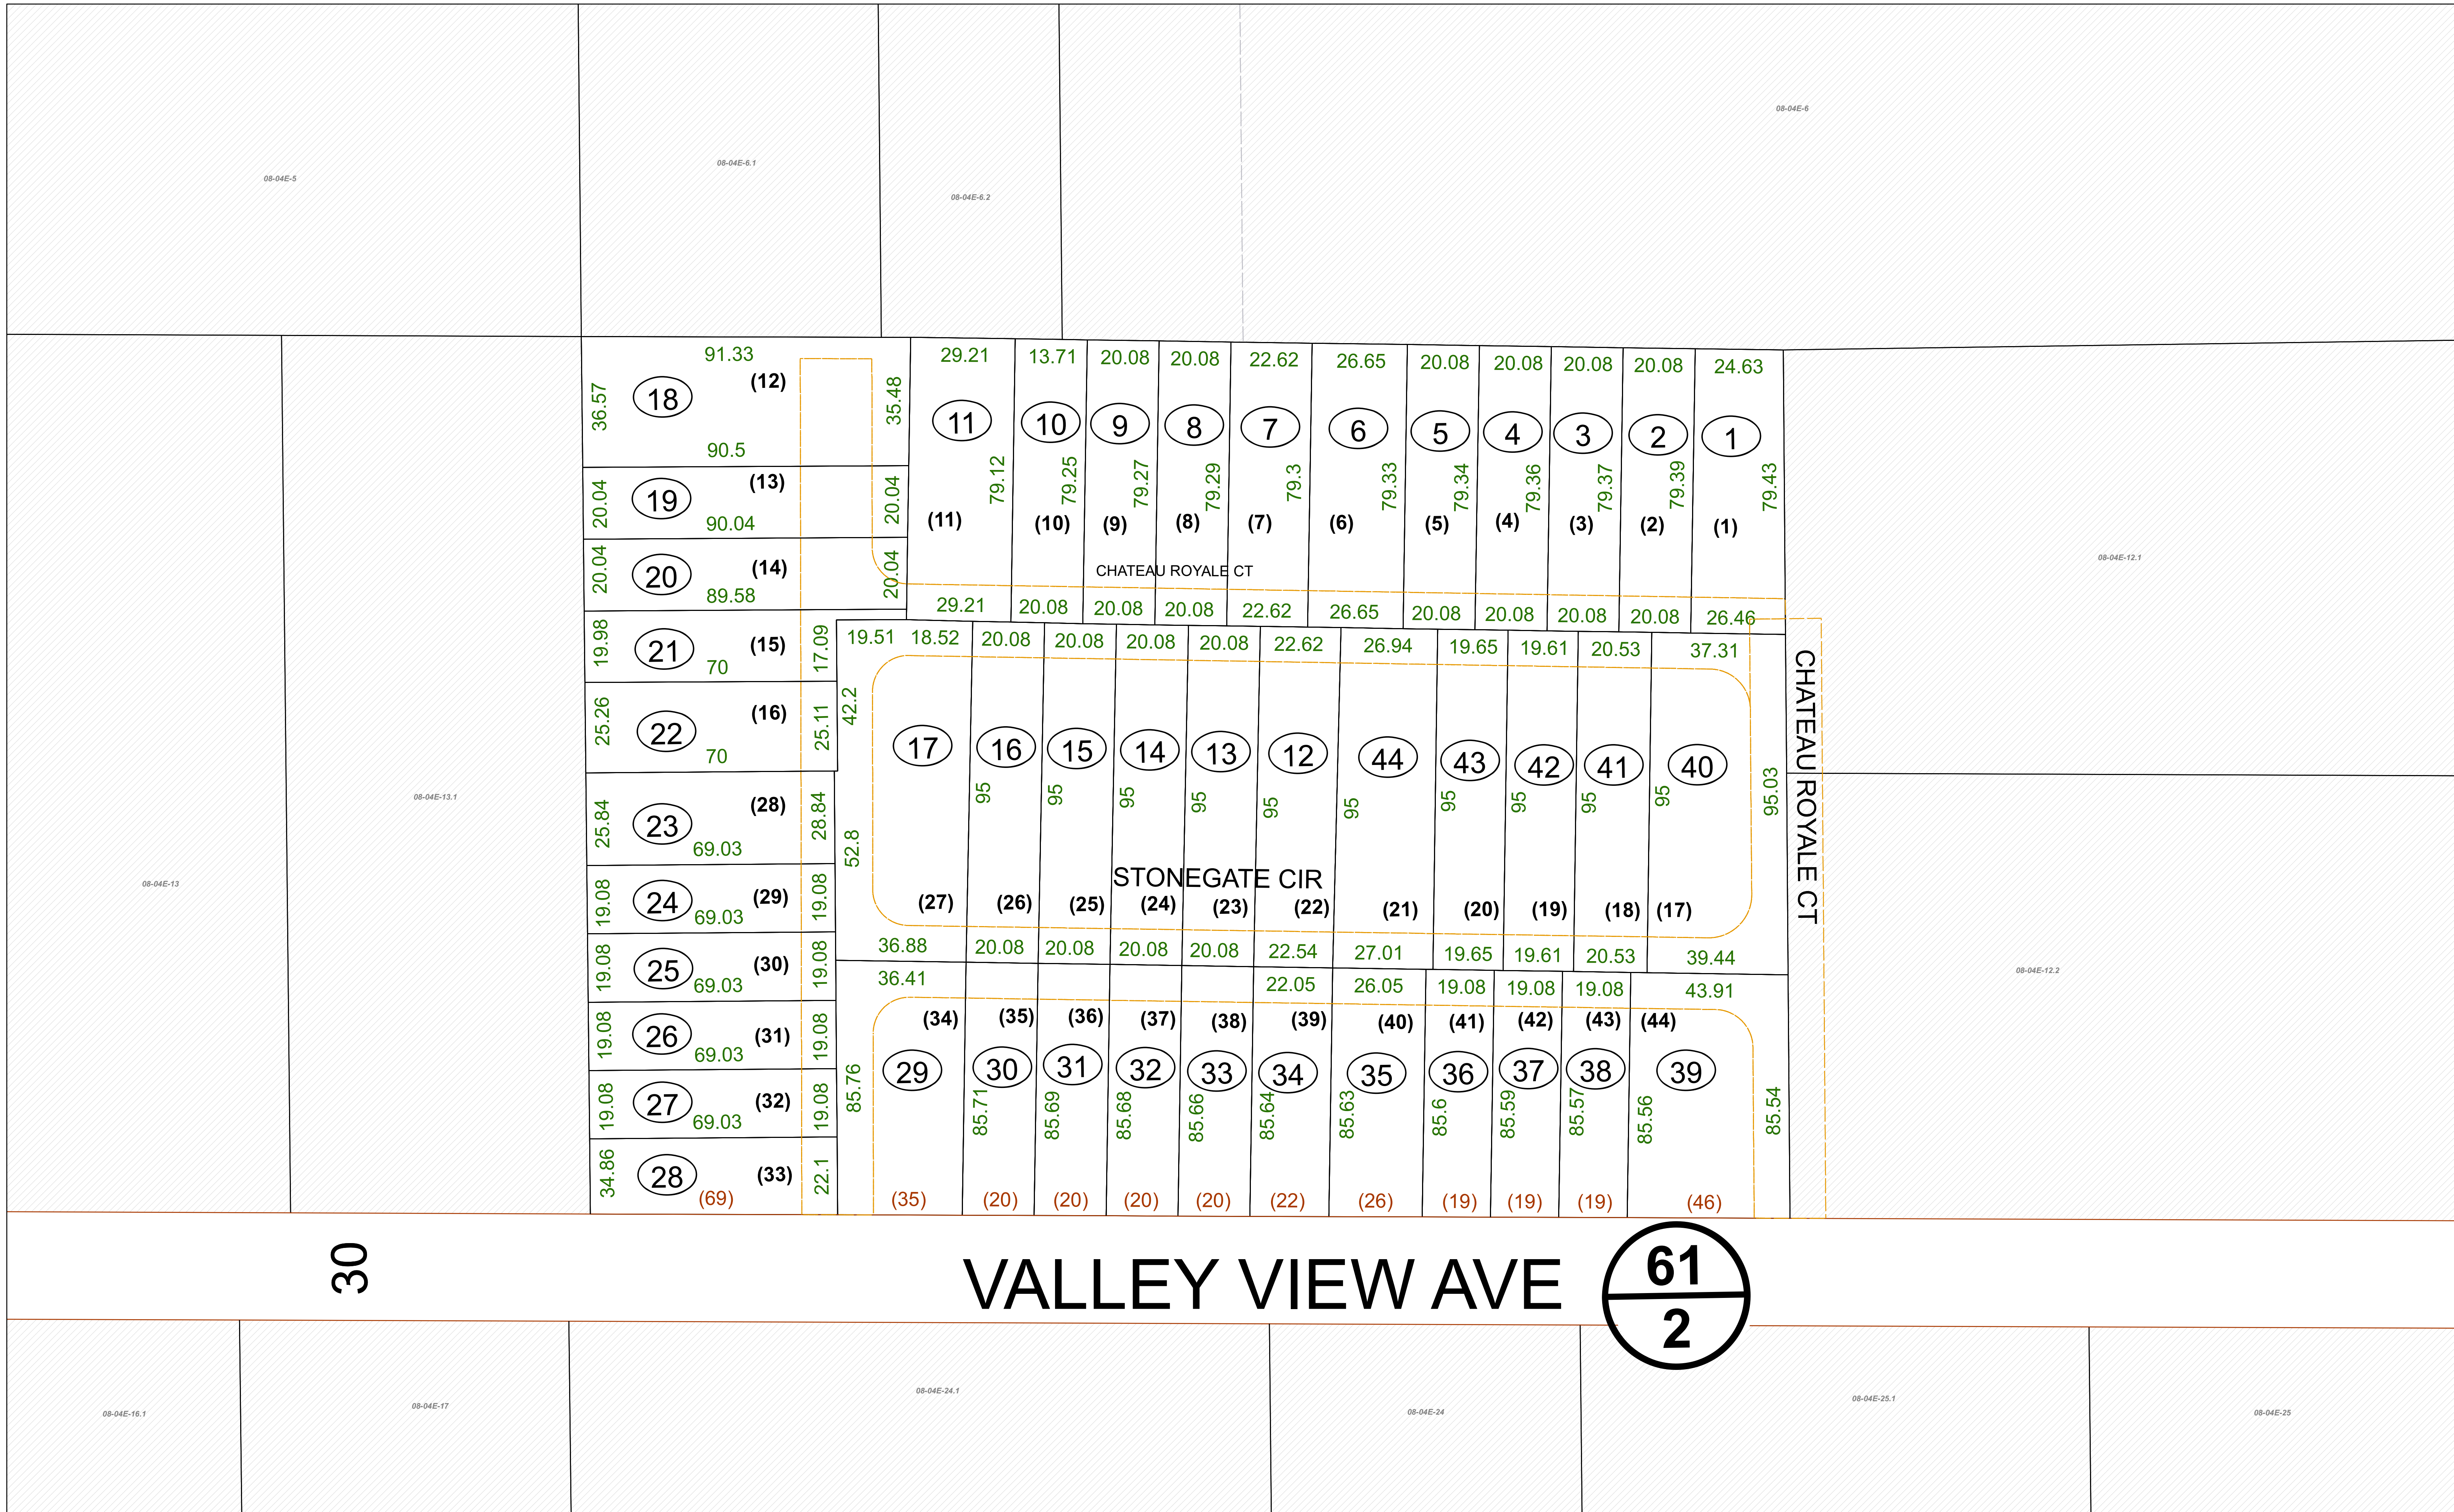 08-04E-5
08-04E-6.1
08-04E-6.2
08-04E-6
91.33
36.57
18
(12)
90.5
35.48
20.04
19
(13)
90.04
20.04
20.04
20
(14)
89.58
20.04
19.98
21
(15)
70
17.09
25.26
22
(16)
70
25.11
25.84
23
(28)
69.03
28.84
19.08
24
(29)
69.03
19.08
19.08
25
(30)
69.03
19.08
19.08
26
(31)
69.03
19.08
19.08
27
(32)
69.03
19.08
34.86
28
(33)
(69)
22.1
29.21 13.71 20.08 20.08 22.62 26.65 20.08 20.08 20.08 20.08 24.63
11 10 9 8 7 6 5 4 3 2 1
79.12 79.25 79.27 79.29 79.3 79.33 79.34 79.36 79.37 79.39 79.43
(11) (10) (9) (8) (7) (6) (5) (4) (3) (2) (1)
CHATEAU ROYALE CT
29.21 20.08 20.08 20.08 22.62 26.65 20.08 20.08 20.08 20.08 26.46
19.51 18.52 20.08 20.08 20.08 20.08 22.62 26.94 19.65 19.61 20.53 37.31
42.2
17 16 15 14 13 12 44 43 42 41 40
95 95 95 95 95 95 95 95 95 95 95.03
52.8
STONEGATE CIR
(27) (26) (25) (24) (23) (22) (21) (20) (19) (18) (17)
36.88 20.08 20.08 20.08 20.08 22.54 27.01 19.65 19.61 20.53 39.44
CHATEAU ROYALE CT
36.41 22.05 26.05 19.08 19.08 19.08 43.91
(34) (35) (36) (37) (38) (39) (40) (41) (42) (43) (44)
29 30 31 32 33 34 35 36 37 38 39
85.76 85.71 85.69 85.68 85.66 85.64 85.63 85.6 85.59 85.57 85.56 85.54
(35) (20) (20) (20) (20) (22) (26) (19) (19) (19) (46)
08-04E-13
08-04E-13.1
08-04E-12.1
08-04E-12.2
30
VALLEY VIEW AVE
61
2
08-04E-16.1
08-04E-17
08-04E-24.1
08-04E-24
08-04E-25.1
08-04E-25